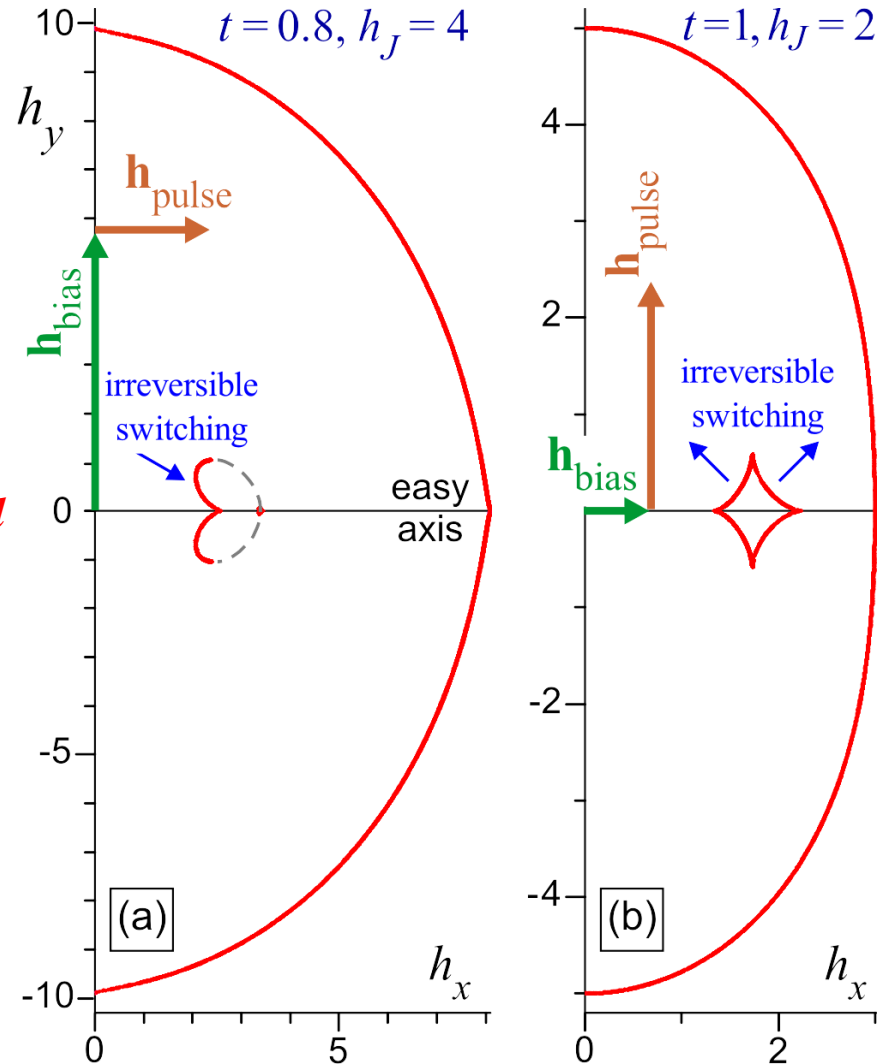 t = 0.8, h_J = 4
10
h_y
h_pulse
h_bias
irreversible
switching
easy
axis
0
-5
(a)
h_x
-10
0
5
t = 1, h_J = 2
4
h_pulse
2
irreversible
switching
h_bias
0
-2
-4
(b)
h_x
0
2